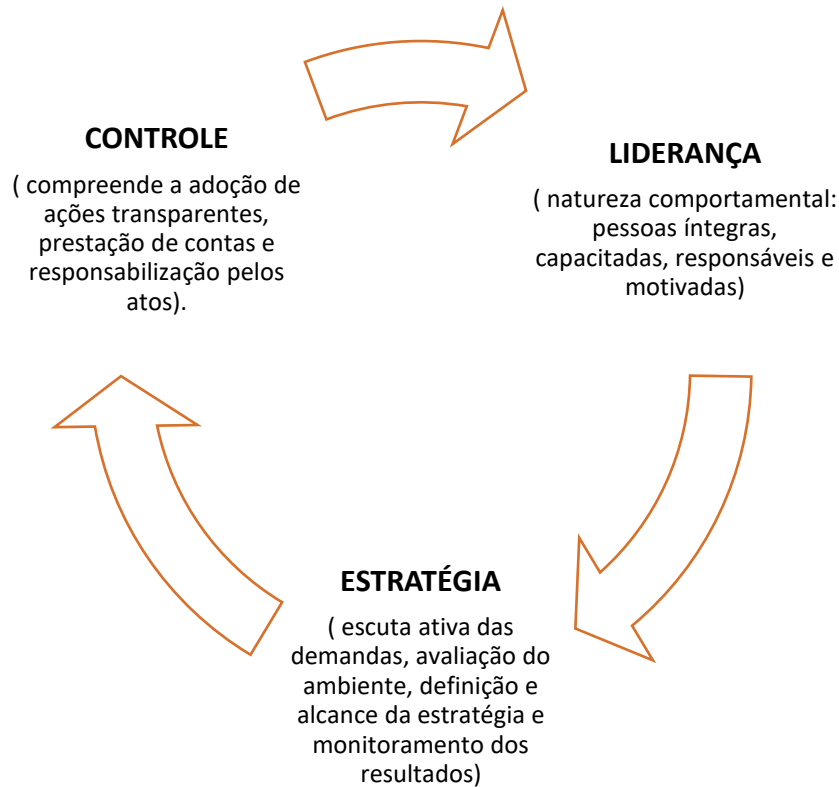 CONTROLE
( compreende a adoção de
ações transparentes,
prestação de contas e
responsabilização pelos
atos).
LIDERANÇA
( natureza comportamental:
pessoas íntegras,
capacitadas, responsáveis e
motivadas)
ESTRATÉGIA
( escuta ativa das
demandas, avaliação do
ambiente, definição e
alcance da estratégia e
monitoramento dos
resultados)